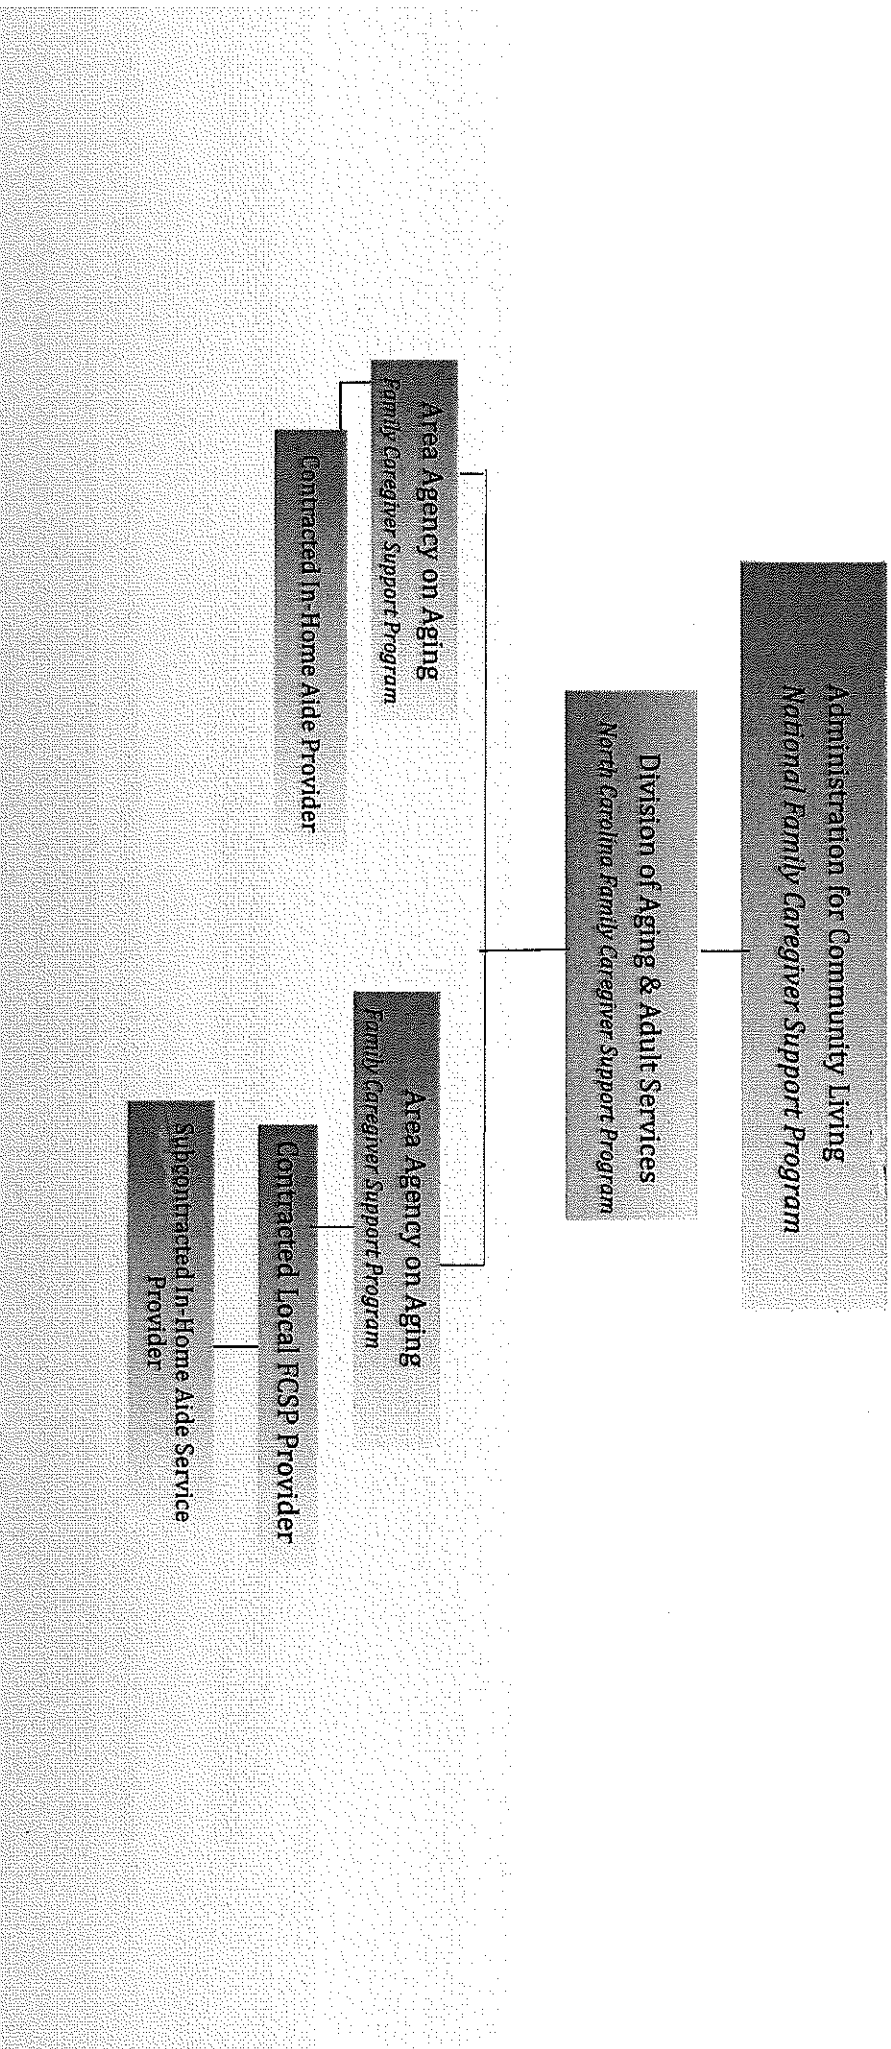 Administration for Community Living
National Family Caregiver Support Program
Division of Aging & Adult Services
North Carolina Family Caregiver Support Program
Area Agency on Aging
Family Caregiver Support Program
Contracted In-Home Aide Provider
Area Agency on Aging
Family Caregiver Support Program
Contracted Local FCSP Provider
Subcontracted In-Home Aide Service
Provider